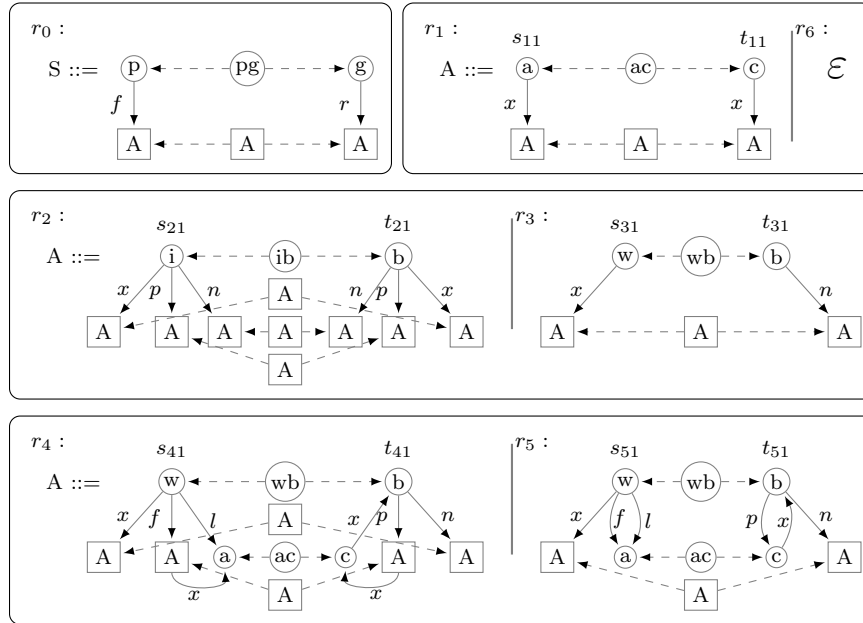 r0 : r1 : s11 t11 r6 :
S ::= p pg g A ::= a ac c ε
f r x x
A A A A A A
r2 : s21 t21 r3 : s31 t31
A ::= i ib b w wb b
x p n A n p x x n
A A A A A A A A A A
A
r4 : s41 t41 r5 : s51 t51
A ::= w wb b w wb b
x f l A x p n x f l p x n
A A a ac c A A A a ac c A
x A x A